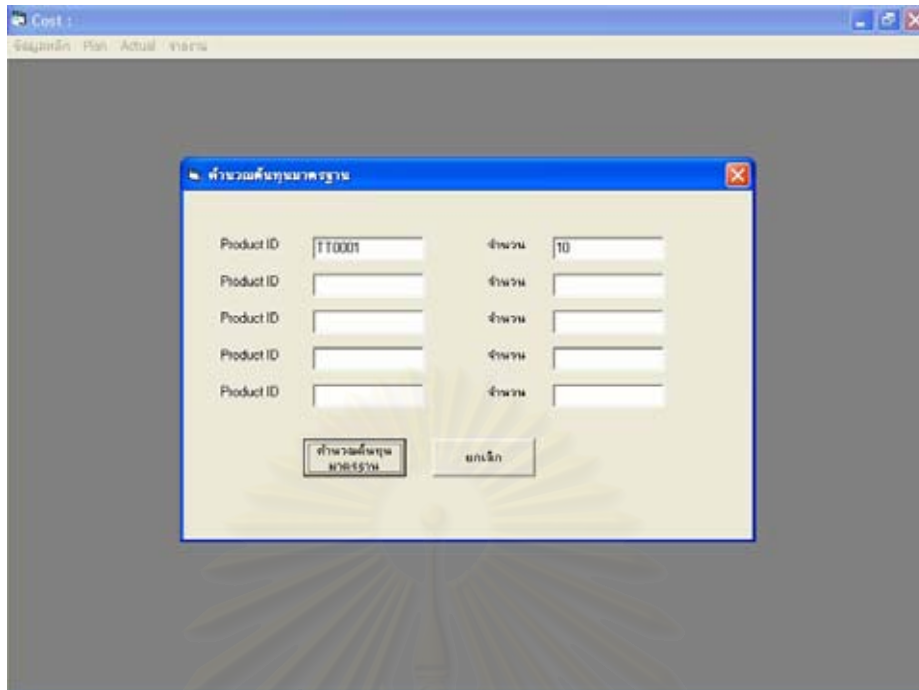 Cost :
ข้อมูลหลัก Plan Actual รายงาน
คำนวณต้นทุนมาตรฐาน
Product ID TT0001 จำนวน 10
Product ID จำนวน
Product ID จำนวน
Product ID จำนวน
Product ID จำนวน
คำนวณต้นทุน
มาตรฐาน
ยกเลิก